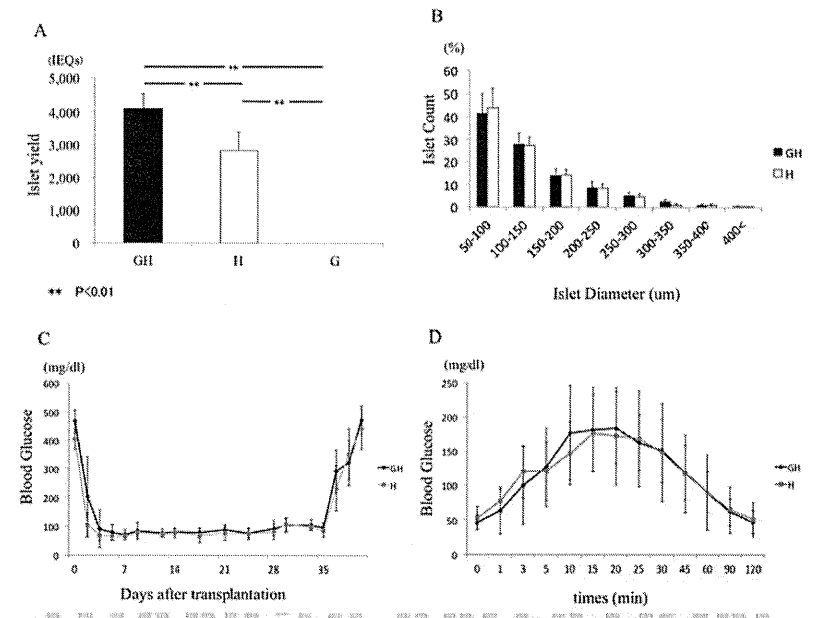 A
(IEQs)
5,000
4,000
3,000
2,000
1,000
0
Islet yield
**
**
**
GH H G
** P<0.01
B
(%)
60
50
40
30
20
10
0
Islet Count
GH
H
50-100 100-150 150-200 200-250 250-300 300-350 350-400 400<
Islet Diameter (um)
C
(mg/dl)
600
500
400
300
200
100
0
Blood Glucose
GH
H
0 7 14 21 28 35
Days after transplantation
D
(mg/dl)
250
200
150
100
50
0
Blood Glucose
GH
H
0 1 3 5 10 15 20 25 30 45 60 90 120
times (min)